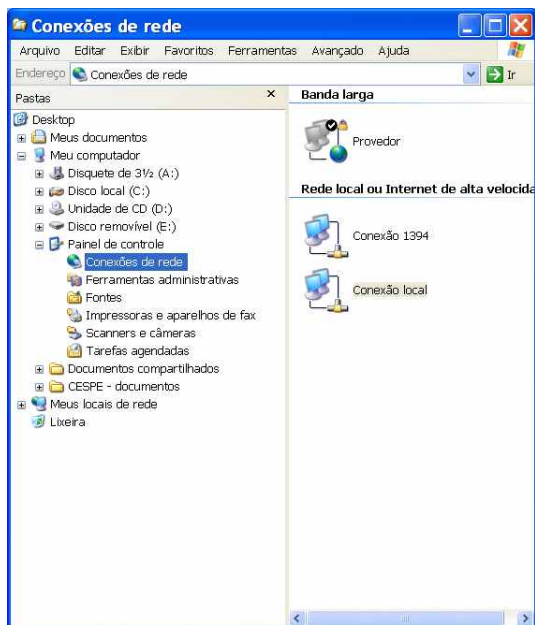 Conexões de rede
Arquivo Editar Exibir Favoritos Ferramentas Avançado Ajuda
Endereço Conexões de rede Ir
Pastas
Desktop
Meus documentos
Meu computador
Disquete de 3½ (A:)
Disco local (C:)
Unidade de CD (D:)
Disco removível (E:)
Painel de controle
Conexões de rede
Ferramentas administrativas
Fontes
Impressoras e aparelhos de fax
Scanners e câmeras
Tarefas agendadas
Documentos compartilhados
CESPE - documentos
Meus locais de rede
Lixeira
Banda larga
Provedor
Rede local ou Internet de alta velocida
Conexão 1394
Conexão local